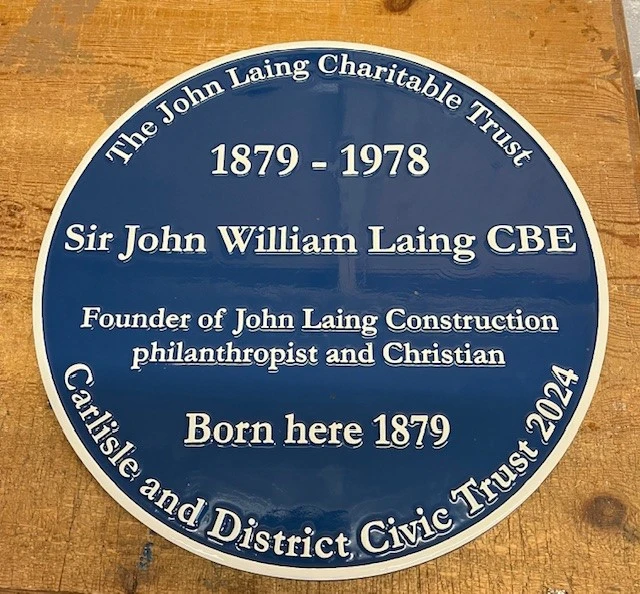 The John Laing Charitable Trust
1879 - 1978
Sir John William Laing CBE
Founder of John Laing Construction
philanthropist and Christian
Born here 1879
Carlisle and District Civic Trust 2024